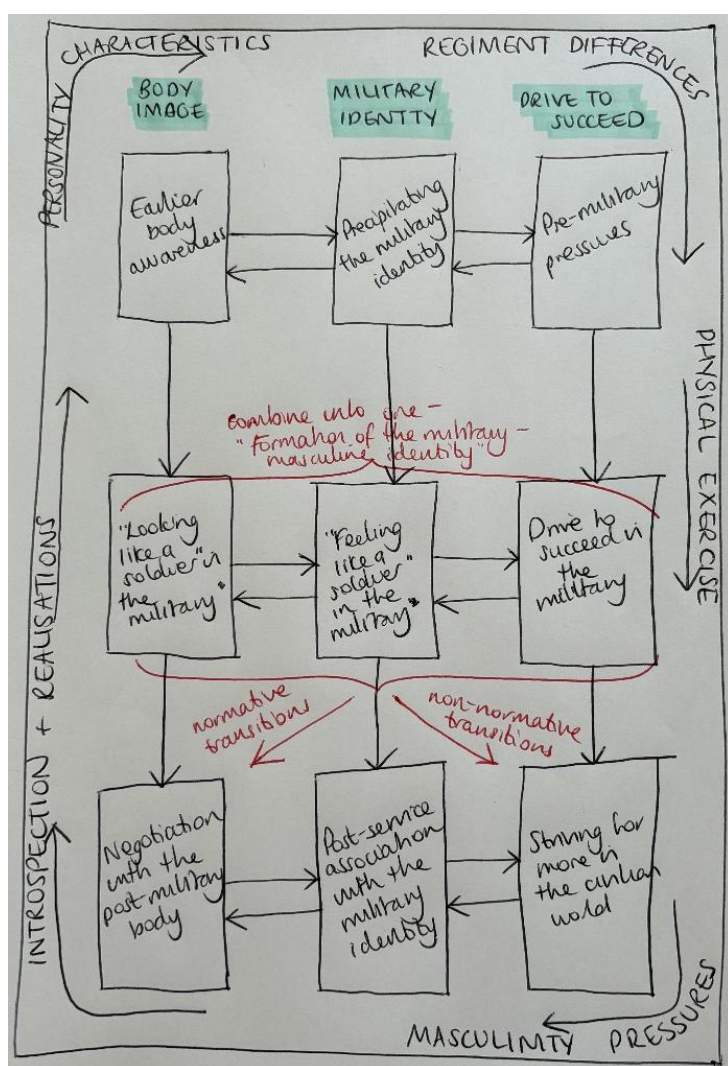 PERSONALITY CHARACTERISTICS
REGIMENT DIFFERENCES
BODY
IMAGE
MILITARY
IDENTITY
DRIVE TO
SUCCEED
Earlier
body
awareness
Precipitating
the military
identity
Pre-military
pressures
PHYSICAL EXERCISE
combine into one -
"Formation of the military -
masculine identity"
"Looking
like a
soldier" in
the
military"
"Feeling
like a
soldier"
in the
military"
Drive to
succeed in
the
military
normative
transitions
non-normative
transitions
Negotiation
with the
post military
body
Post-service
association
with the
military
identity
Striving for
more in
the civilian
world
MASCULINITY PRESSURES
INTROSPECTION + REALISATIONS